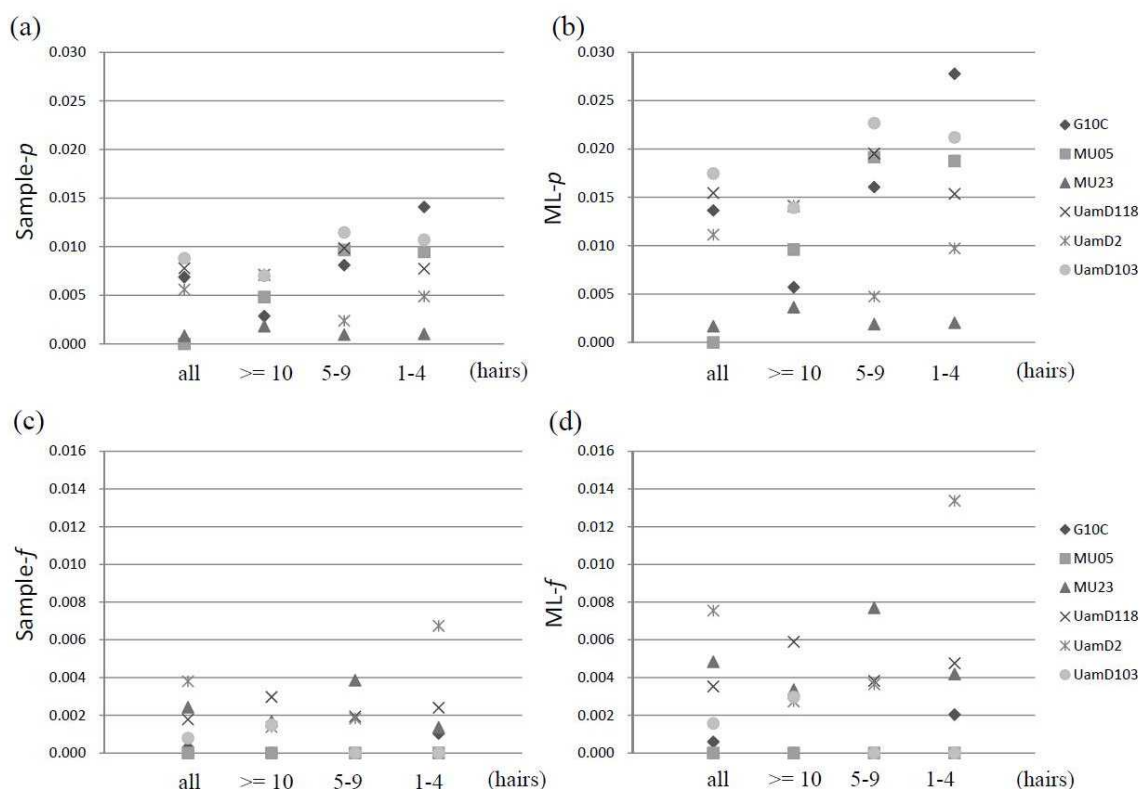 (a)
Sample-p
0.030
0.025
0.020
0.015
0.010
0.005
0.000
all >= 10 5-9 1-4 (hairs)
(b)
ML-p
0.030
0.025
0.020
0.015
0.010
0.005
0.000
all >= 10 5-9 1-4 (hairs)
G10C
MU05
MU23
UamD118
UamD2
UamD103
(c)
Sample-f
0.016
0.014
0.012
0.010
0.008
0.006
0.004
0.002
0.000
all >= 10 5-9 1-4 (hairs)
(d)
ML-f
0.016
0.014
0.012
0.010
0.008
0.006
0.004
0.002
0.000
all >= 10 5-9 1-4 (hairs)
G10C
MU05
MU23
UamD118
UamD2
UamD103